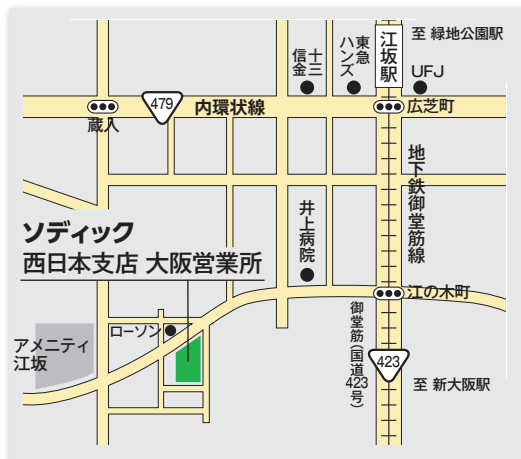 至 緑地公園駅
江坂駅
東急
ハンズ
十三
信金
UFJ
479
内環状線
広芝町
蔵人
地下鉄御堂筋線
井上病院
ソディック
西日本支店 大阪営業所
江の木町
御堂筋(国道423号)
ローソン
アメニティ
江坂
423
至 新大阪駅